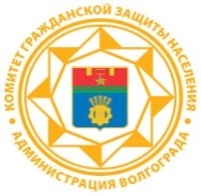 КОМИТЕТ ГРАЖДАНСКОЙ ЗАЩИТЫ НАСЕЛЕНИЯ
АДМИНИСТРАЦИЯ ВОЛГОГРАДА